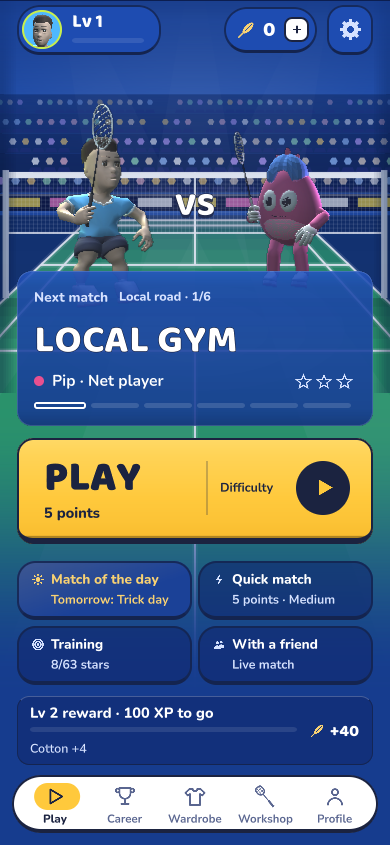 Lv 1
0
+
VS
Next match Local road · 1/6
LOCAL GYM
Pip · Net player
PLAY
5 points
Difficulty
Match of the day
Tomorrow: Trick day
Quick match
5 points · Medium
Training
8/63 stars
With a friend
Live match
Lv 2 reward · 100 XP to go
+40
Cotton +4
Play
Career
Wardrobe
Workshop
Profile